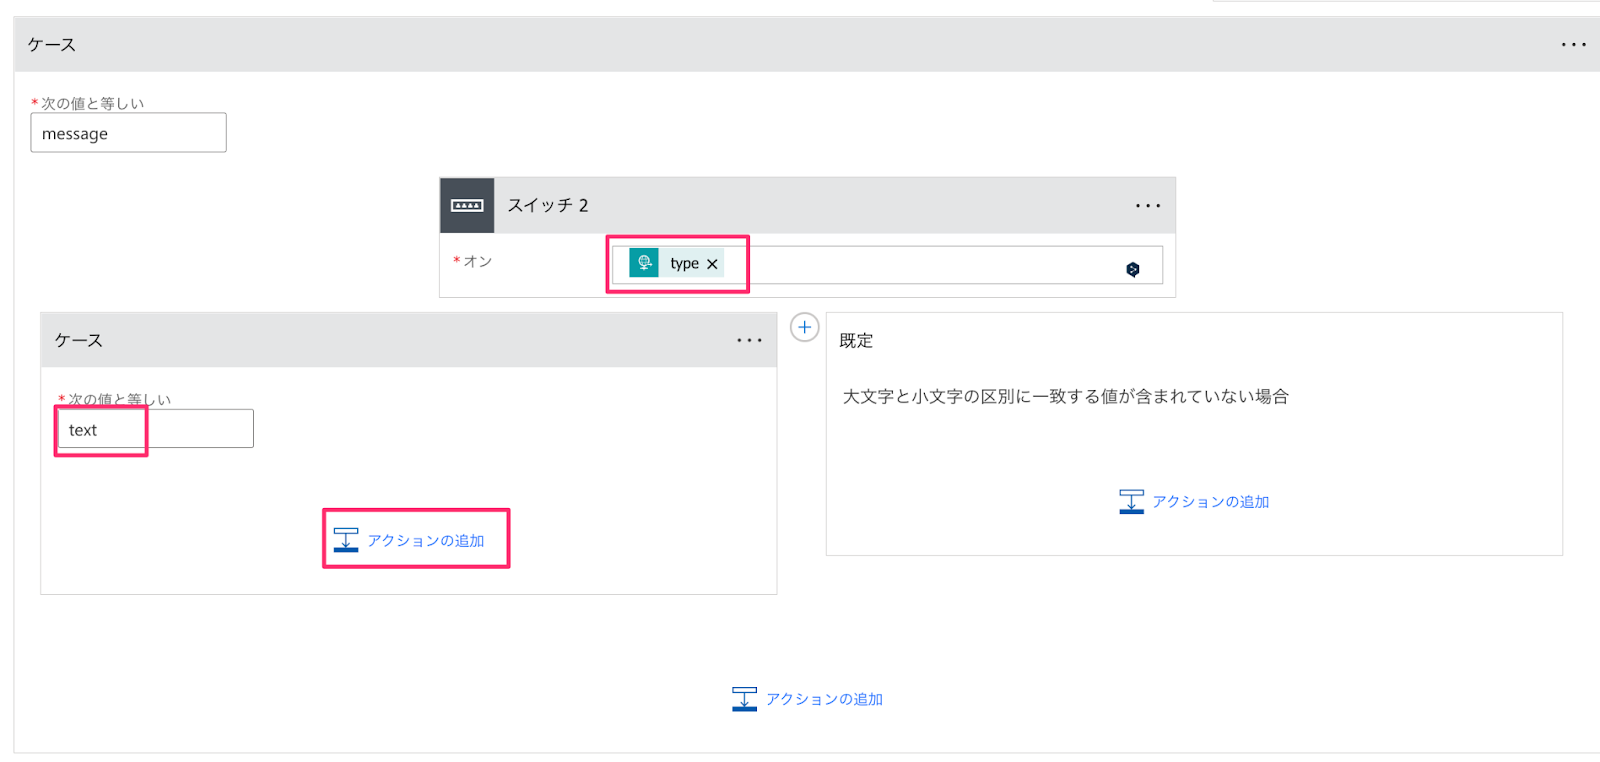 ケース
*次の値と等しい
message
スイッチ 2
*オン
type
ケース
*次の値と等しい
text
アクションの追加
既定
大文字と小文字の区別に一致する値が含まれていない場合
アクションの追加
アクションの追加